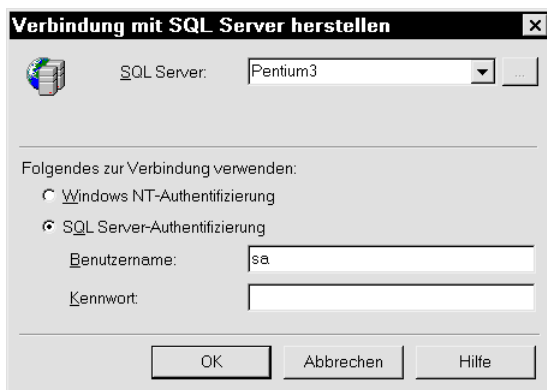 Verbindung mit SQL Server herstellen
SQL Server: Pentium3 ...
Folgendes zur Verbindung verwenden:
Windows NT-Authentifizierung
SQL Server-Authentifizierung
Benutzername: sa
Kennwort:
OK Abbrechen Hilfe